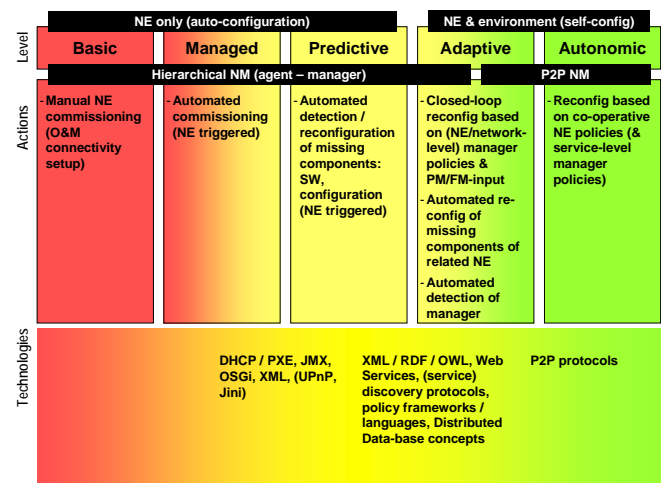 NE only (auto-configuration)
NE & environment (self-config)
Level
Basic
Managed
Predictive
Adaptive
Autonomic
Hierarchical NM (agent – manager)
P2P NM
Actions
- Manual NE
commissioning
(O&M
connectivity
setup)
- Automated
commissioning
(NE triggered)
- Automated
detection /
reconfiguration
of missing
components:
SW,
configuration
(NE triggered)
- Closed-loop
reconfig based
on (NE/network-
level) manager
policies &
PM/FM-input
- Automated re-
config of
missing
components of
related NE
- Automated
detection of
manager
- Reconfig based
on co-operative
NE policies (&
service-level
manager
policies)
Technologies
DHCP / PXE, JMX,
OSGi, XML, (UPnP,
Jini)
XML / RDF / OWL, Web
Services, (service)
discovery protocols,
policy frameworks /
languages, Distributed
Data-base concepts
P2P protocols